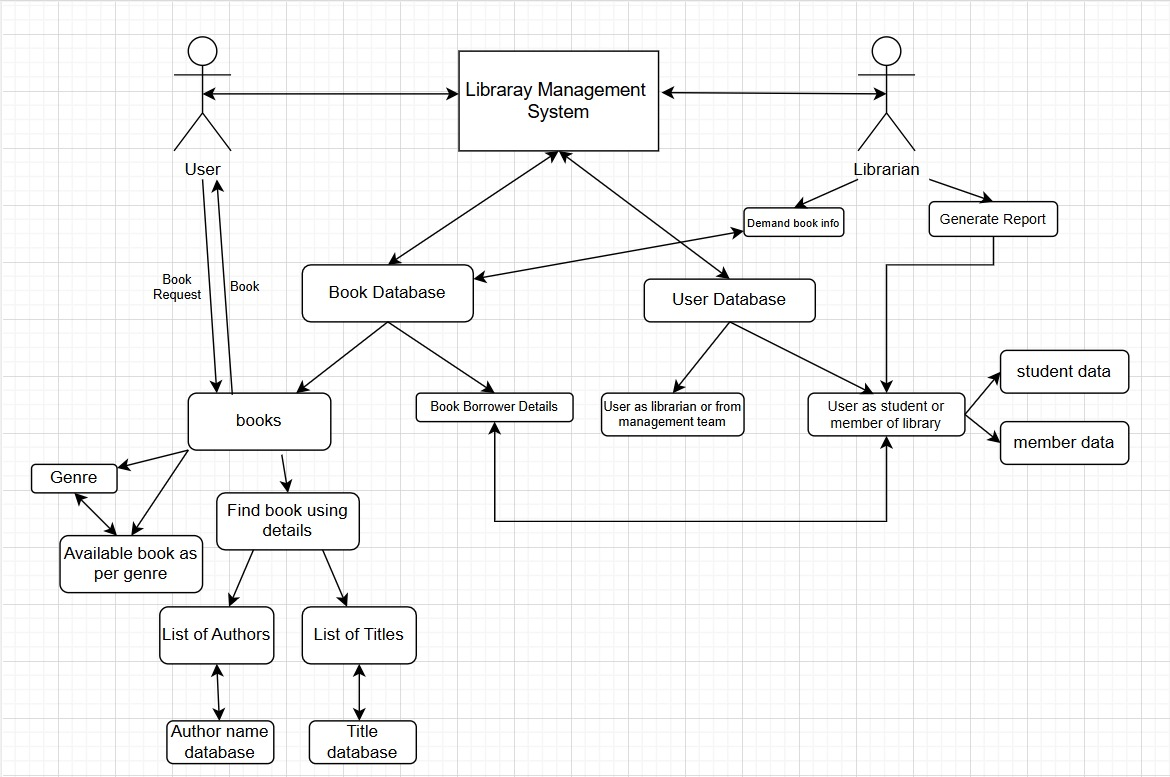 Libraray Management
System
User
Librarian
Demand book info
Generate Report
Book
Request
Book
Book Database
User Database
student data
books
Book Borrower Details
User as librarian or from
management team
User as student or
member of library
member data
Genre
Find book using
details
Available book as
per genre
List of Authors
List of Titles
Author name
database
Title
database